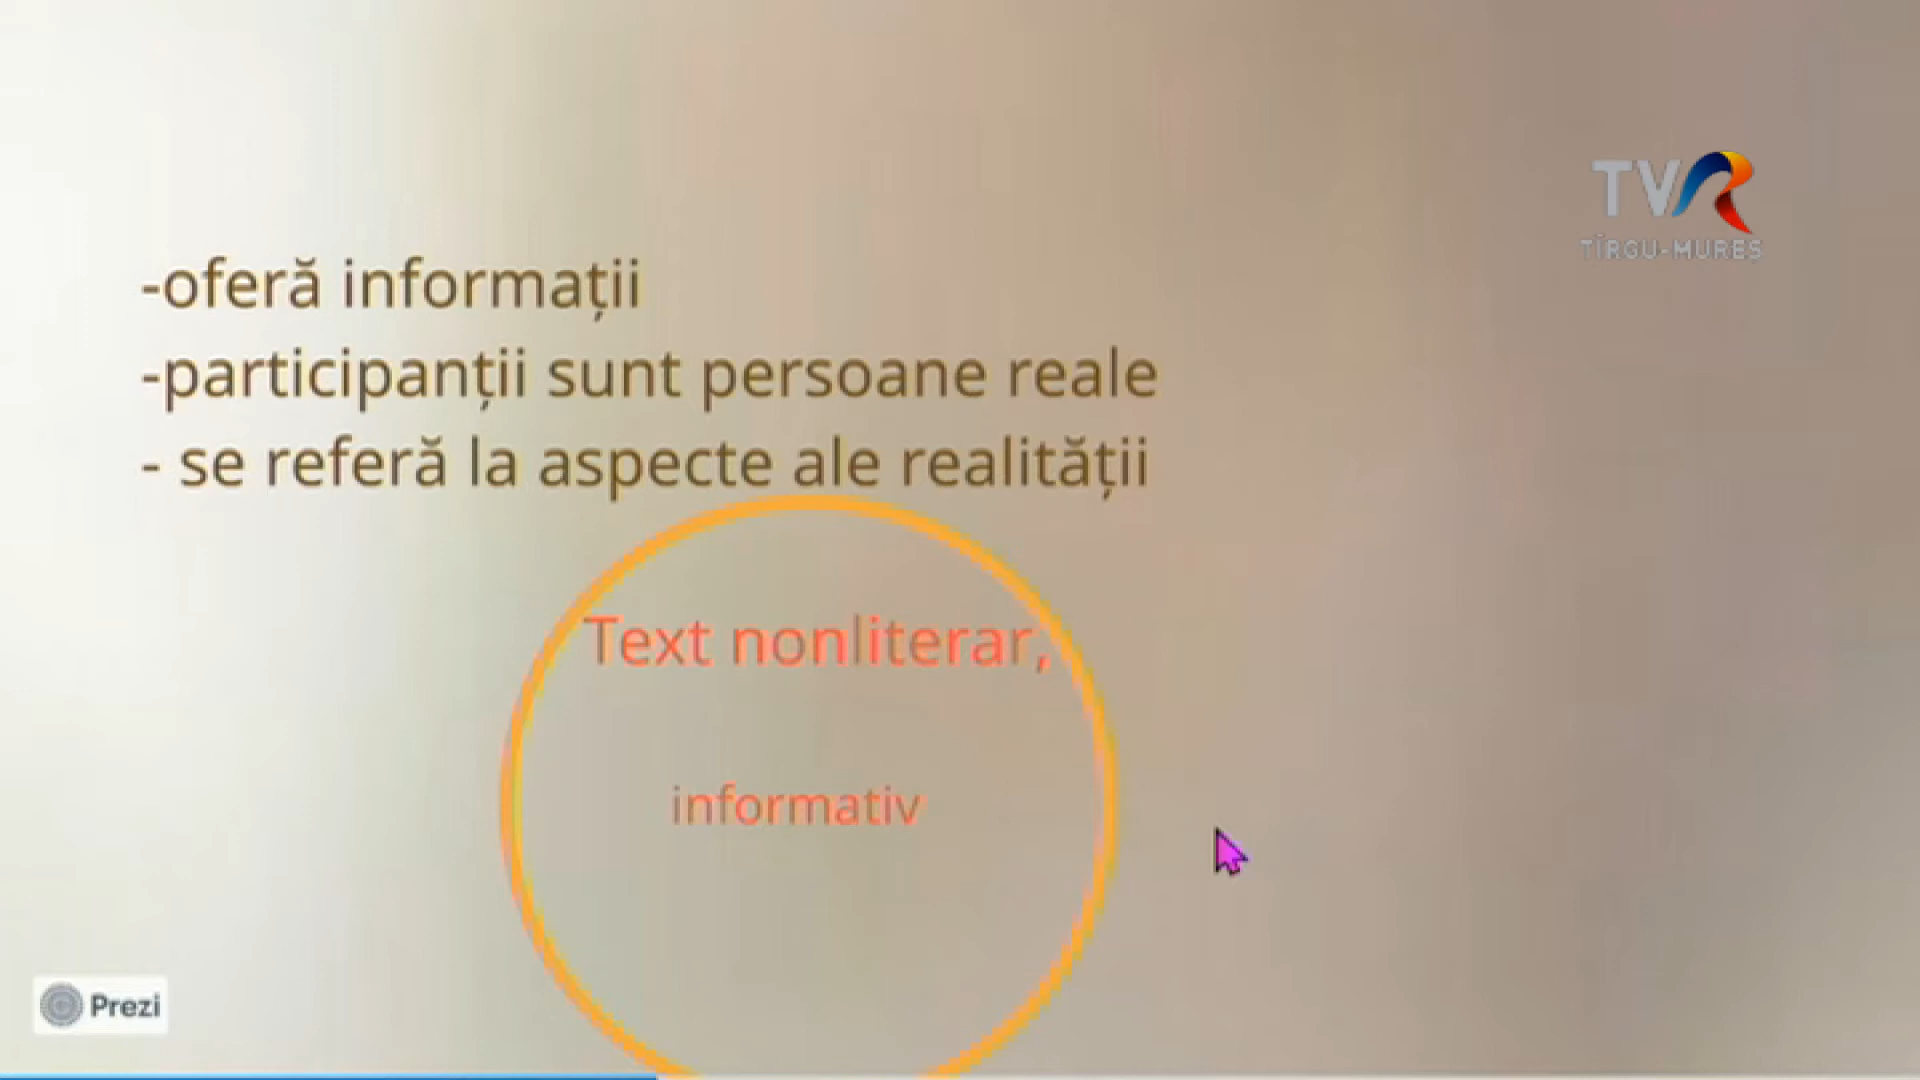 TVR
TÎRGU-MUREȘ
-oferă informații
-participanții sunt persoane reale
- se referă la aspecte ale realității
Text nonliterar,
informativ
Prezi